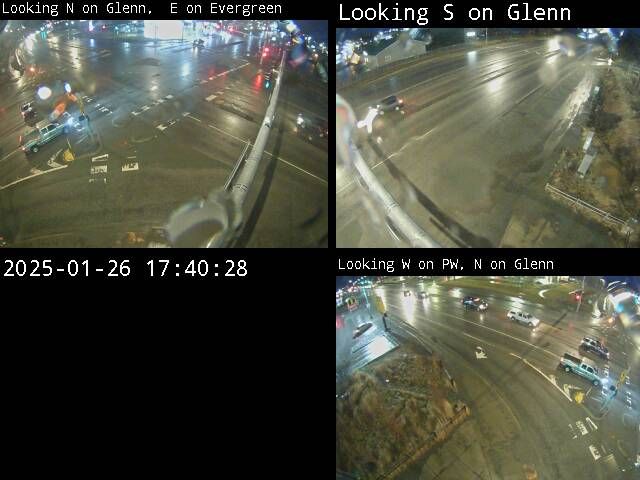 Looking N on Glenn,  E on Evergreen
Looking S on Glenn
2025-01-26 17:40:28
Looking W on PW, N on Glenn